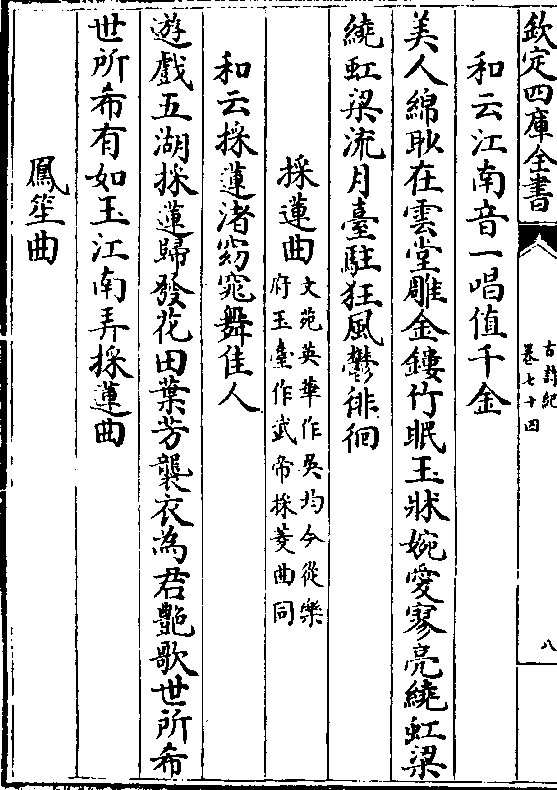 欽定四庫全書
古詩紀
卷七十四
八
和云江南音一唱值千金
美人綿眇在雲堂雕金鏤竹眠玉牀婉愛寥亮繞虹梁
繞虹梁流月臺駐狂風鬱徘徊
採蓮曲
文苑英華作吳均今從樂
府玉臺作武帝採菱曲同
和云採蓮渚窈窕舞佳人
遊戲五湖採蓮歸發花田葉芳襲衣為君艶歌世所希
世所希有如玉江南弄採蓮曲
鳳笙曲